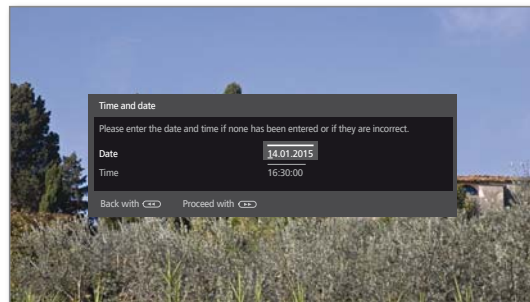 Time and date
Please enter the date and time if none has been entered or if they are incorrect.
Date 14.01.2015
Time 16:30:00
Back with Proceed with